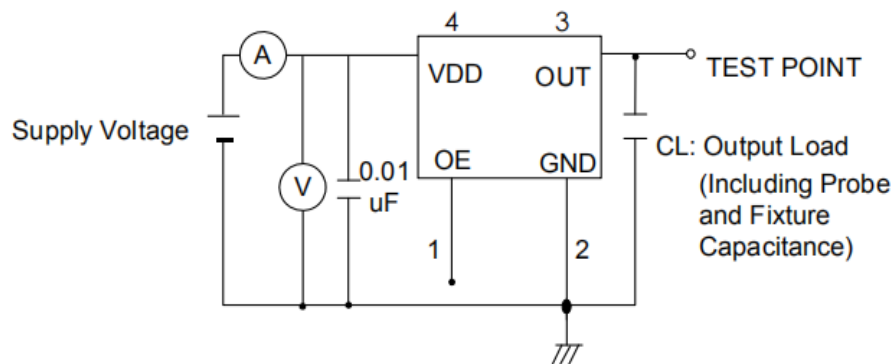 4
3
A
VDD
OUT
TEST POINT
Supply Voltage
V
0.01
uF
OE
GND
CL: Output Load
(Including Probe
and Fixture
Capacitance)
1
2